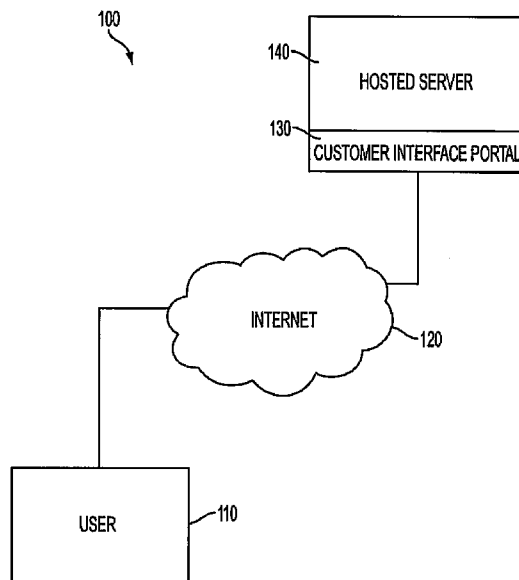 100
140
HOSTED SERVER
130
CUSTOMER INTERFACE PORTAL
INTERNET
120
USER
110